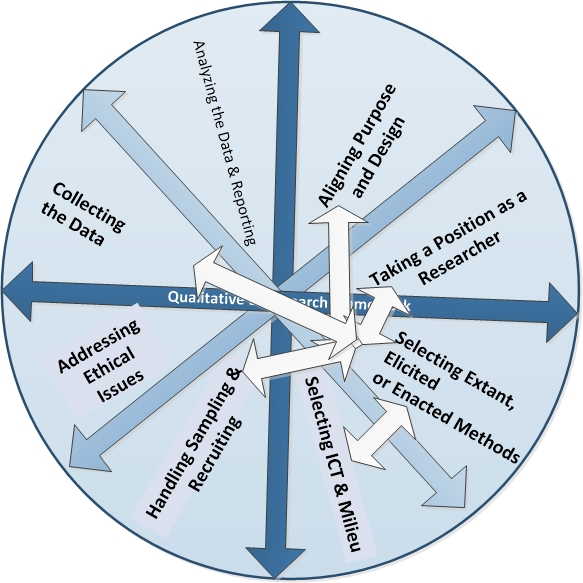 Aligning Purpose
and Design
Taking a Position as a
Researcher
Selecting Extant,
Elicited
or Enacted Methods
Selecting ICT & Milieu
Handling Sampling &
Recruiting
Addressing
Ethical
Issues
Collecting
the Data
Analyzing the Data & Reporting
Qualitative